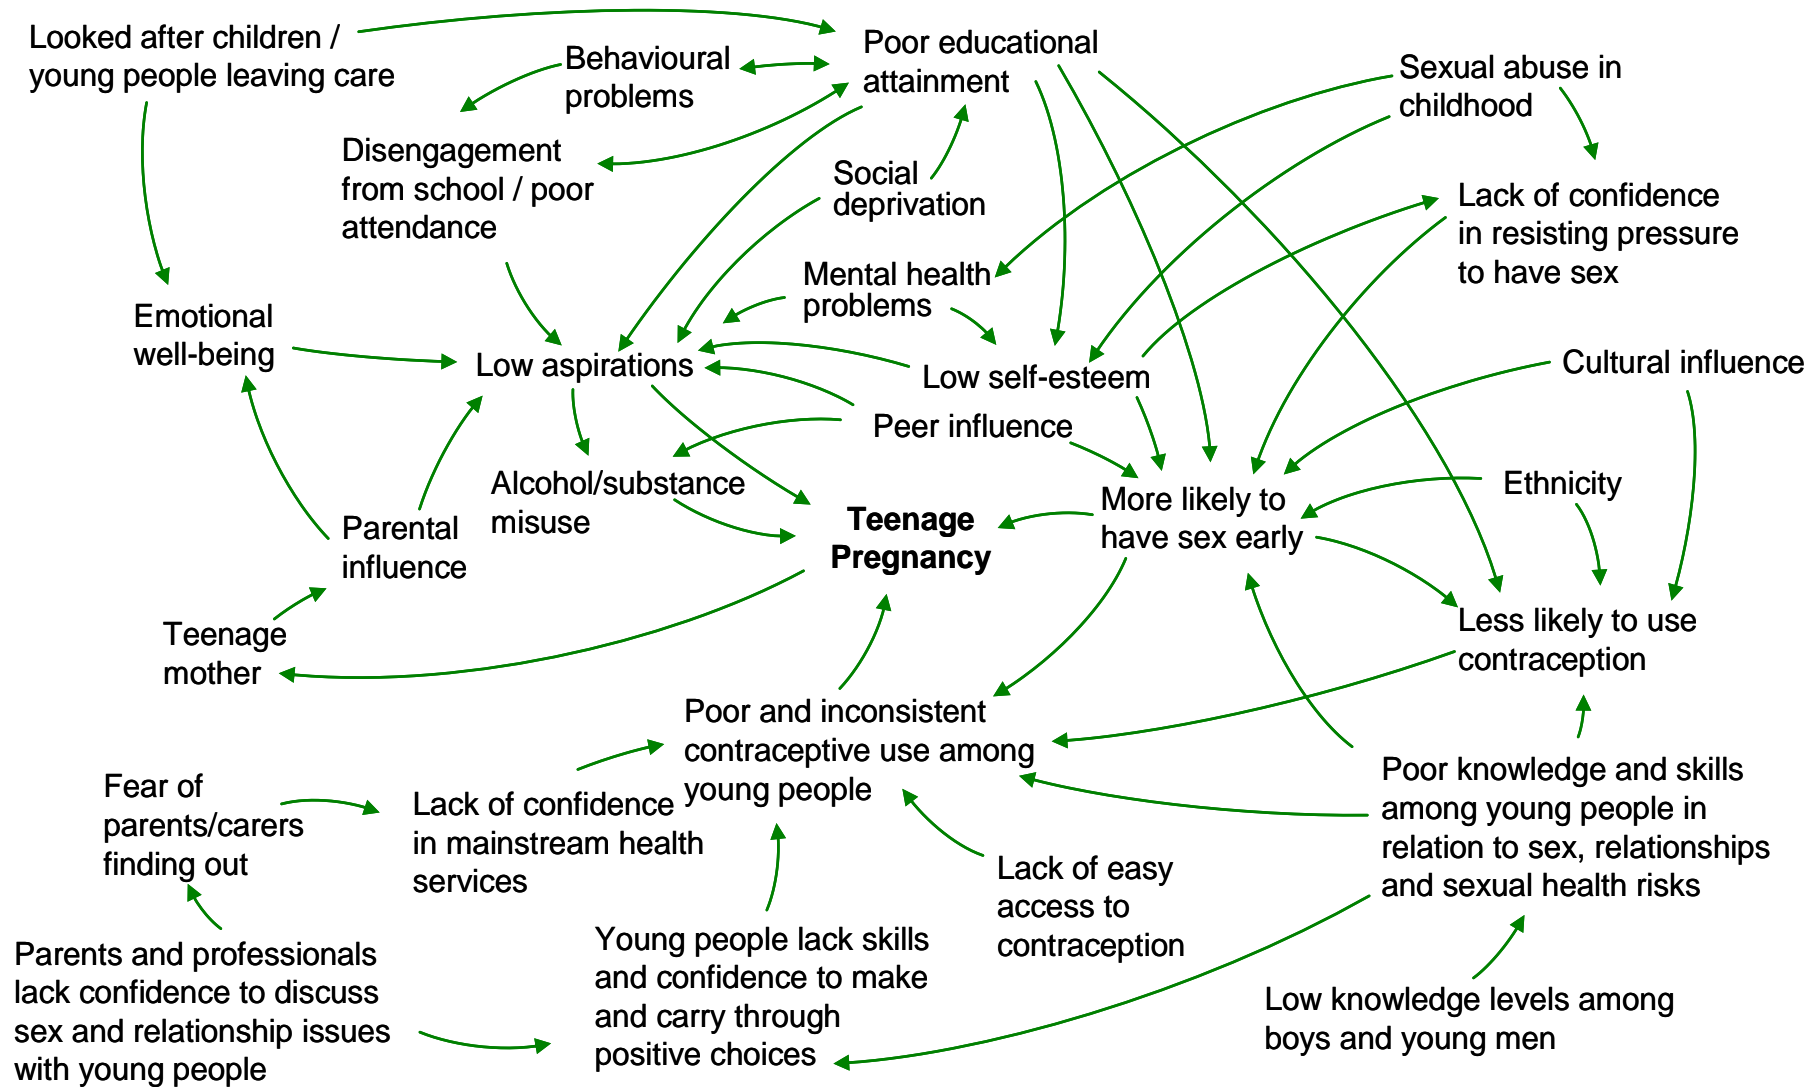 Looked after children /
young people leaving care
Behavioural
problems
Poor educational
attainment
Sexual abuse in
childhood
Disengagement
from school / poor
attendance
Social
deprivation
Lack of confidence
in resisting pressure
to have sex
Mental health
problems
Emotional
well-being
Low aspirations
Low self-esteem
Cultural influence
Peer influence
Alcohol/substance
misuse
Ethnicity
More likely to
have sex early
Teenage
Pregnancy
Parental
influence
Teenage
mother
Less likely to use
contraception
Poor and inconsistent
contraceptive use among
young people
Fear of
parents/carers
finding out
Lack of confidence
in mainstream health
services
Poor knowledge and skills
among young people in
relation to sex, relationships
and sexual health risks
Lack of easy
access to
contraception
Young people lack skills
and confidence to make
and carry through
positive choices
Parents and professionals
lack confidence to discuss
sex and relationship issues
with young people
Low knowledge levels among
boys and young men